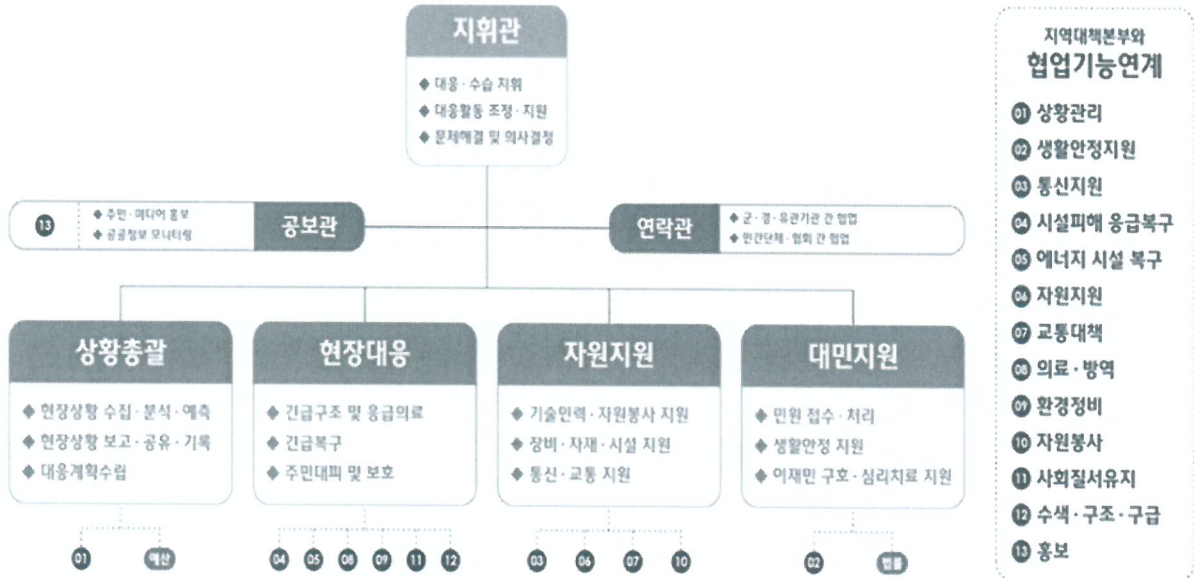 지휘관
◆ 대응·수습 지휘
◆ 대응활동 조정·지원
◆ 문제해결 및 의사결정
13
◆ 주민·미디어 홍보
◆ 공공정보 모니터링
공보관
연락관
◆ 군·경·유관기관 간 협업
◆ 민간단체·협회 간 협업
상황총괄
◆ 현장상황 수집·분석·예측
◆ 현장상황 보고·공유·기록
◆ 대응계획수립
01 예산
현장대응
◆ 긴급구조 및 응급의료
◆ 긴급복구
◆ 주민대피 및 보호
04 05 08 09 11 12
자원지원
◆ 기술인력·자원봉사 지원
◆ 장비·자재·시설 지원
◆ 통신·교통 지원
03 06 07 10
대민지원
◆ 민원 접수·처리
◆ 생활안정 지원
◆ 이재민 구호·심리치료 지원
02 법률
지역대책본부와
협업기능연계
01 상황관리
02 생활안정지원
03 통신지원
04 시설피해 응급복구
05 에너지 시설 복구
06 자원지원
07 교통대책
08 의료·방역
09 환경정비
10 자원봉사
11 사회질서유지
12 수색·구조·구급
13 홍보